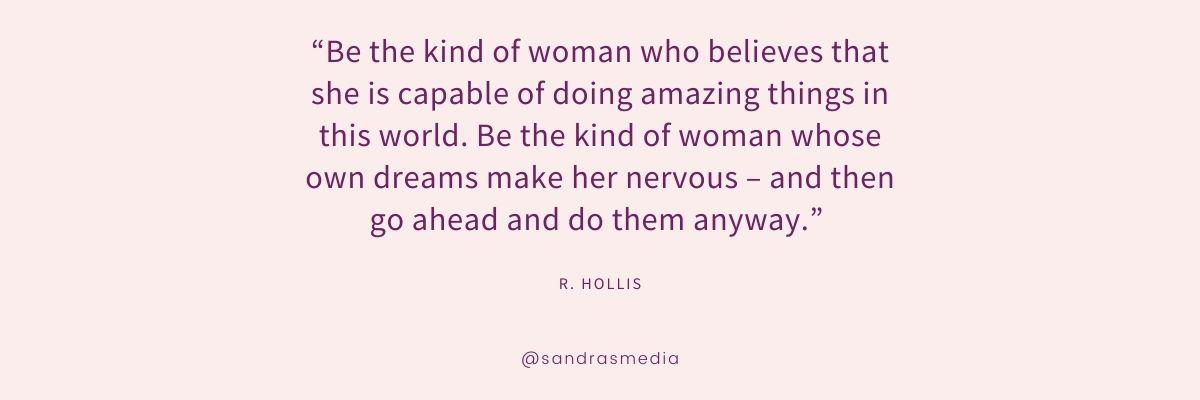 “Be the kind of woman who believes that
she is capable of doing amazing things in
this world. Be the kind of woman whose
own dreams make her nervous – and then
go ahead and do them anyway.”
R. HOLLIS
@sandrasmedia